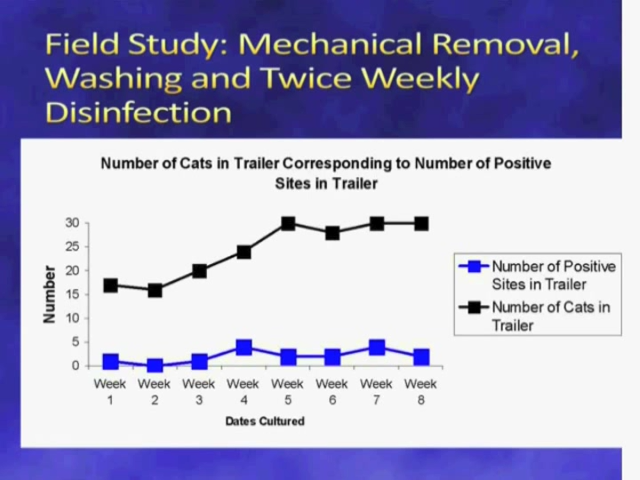 Field Study: Mechanical Removal,
Washing and Twice Weekly
Disinfection
Number of Cats in Trailer Corresponding to Number of Positive
Sites in Trailer
30
25
20
15
10
5
0
Number
Week 1
Week 2
Week 3
Week 4
Week 5
Week 6
Week 7
Week 8
Dates Cultured
Number of Positive
Sites in Trailer
Number of Cats in
Trailer